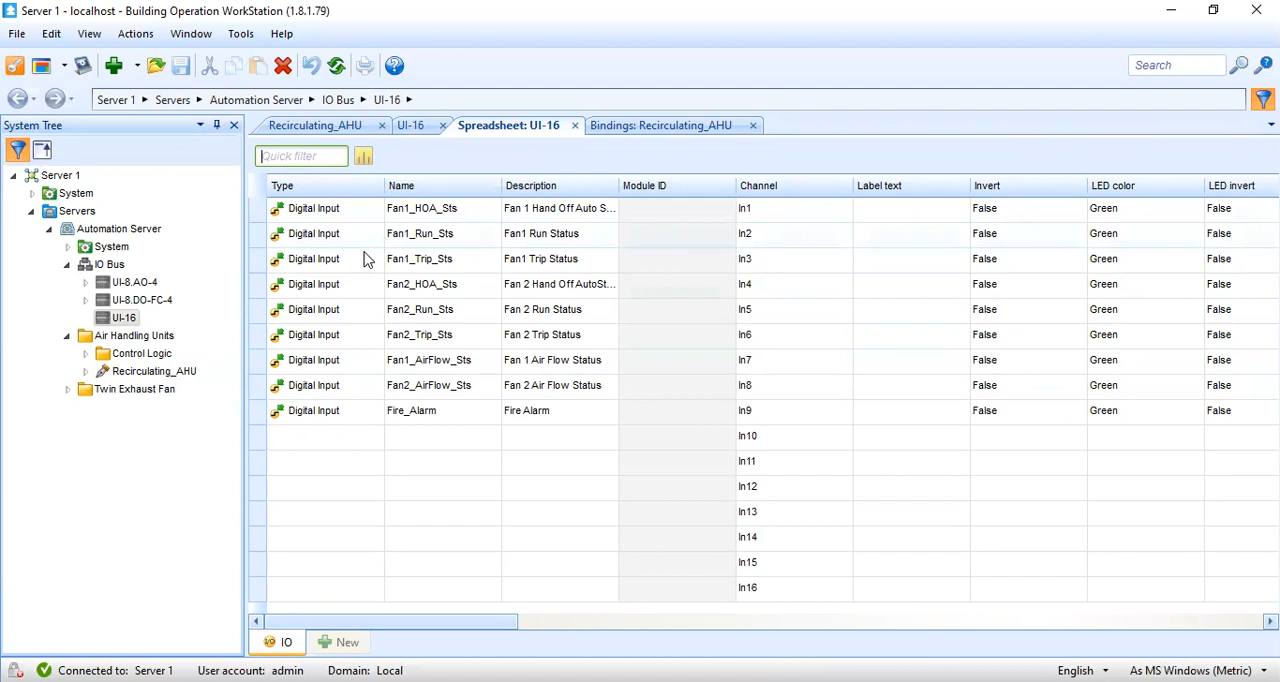 Server 1 - localhost - Building Operation WorkStation (1.8.1.79)
File Edit View Actions Window Tools Help
Search
Server 1 Servers Automation Server IO Bus UI-16
System Tree
Recirculating_AHU UI-16 Spreadsheet: UI-16 Bindings: Recirculating_AHU
Quick filter
Server 1
System
Servers
Automation Server
System
IO Bus
UI-8.AO-4
UI-8.DO-FC-4
UI-16
Air Handling Units
Control Logic
Recirculating_AHU
Twin Exhaust Fan
Type Name Description Module ID Channel Label text Invert LED color LED invert
Digital Input Fan1_HOA_Sts Fan 1 Hand Off Auto S... In1 False Green False
Digital Input Fan1_Run_Sts Fan1 Run Status In2 False Green False
Digital Input Fan1_Trip_Sts Fan1 Trip Status In3 False Green False
Digital Input Fan2_HOA_Sts Fan 2 Hand Off AutoSt... In4 False Green False
Digital Input Fan2_Run_Sts Fan 2 Run Status In5 False Green False
Digital Input Fan2_Trip_Sts Fan 2 Trip Status In6 False Green False
Digital Input Fan1_AirFlow_Sts Fan 1 Air Flow Status In7 False Green False
Digital Input Fan2_AirFlow_Sts Fan 2 Air Flow Status In8 False Green False
Digital Input Fire_Alarm Fire Alarm In9 False Green False
In10
In11
In12
In13
In14
In15
In16
IO New
Connected to: Server 1 User account: admin Domain: Local English As MS Windows (Metric)